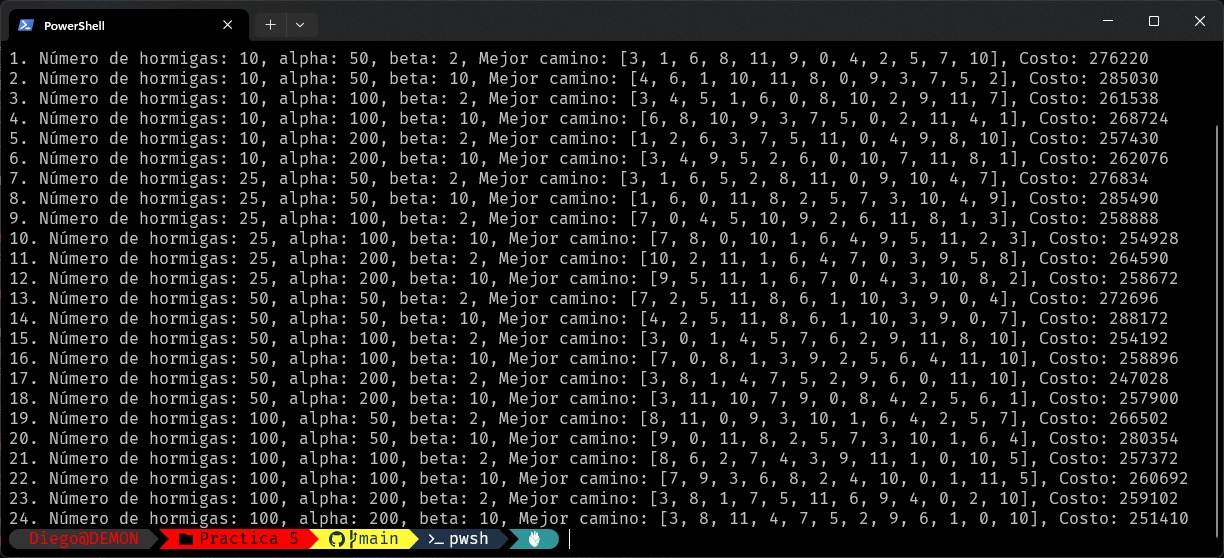 PowerShell
1. Número de hormigas: 10, alpha: 50, beta: 2, Mejor camino: [3, 1, 6, 8, 11, 9, 0, 4, 2, 5, 7, 10], Costo: 276220
2. Número de hormigas: 10, alpha: 50, beta: 10, Mejor camino: [4, 6, 1, 10, 11, 8, 0, 9, 3, 7, 5, 2], Costo: 285030
3. Número de hormigas: 10, alpha: 100, beta: 2, Mejor camino: [3, 4, 5, 1, 6, 0, 8, 10, 2, 9, 11, 7], Costo: 261538
4. Número de hormigas: 10, alpha: 100, beta: 10, Mejor camino: [6, 8, 10, 9, 3, 7, 5, 0, 2, 11, 4, 1], Costo: 268724
5. Número de hormigas: 10, alpha: 200, beta: 2, Mejor camino: [1, 2, 6, 3, 7, 5, 11, 0, 4, 9, 8, 10], Costo: 257430
6. Número de hormigas: 10, alpha: 200, beta: 10, Mejor camino: [3, 4, 9, 5, 2, 6, 0, 10, 7, 11, 8, 1], Costo: 262076
7. Número de hormigas: 25, alpha: 50, beta: 2, Mejor camino: [3, 1, 6, 5, 2, 8, 11, 0, 9, 10, 4, 7], Costo: 276834
8. Número de hormigas: 25, alpha: 50, beta: 10, Mejor camino: [1, 6, 0, 11, 8, 2, 5, 7, 3, 10, 4, 9], Costo: 285490
9. Número de hormigas: 25, alpha: 100, beta: 2, Mejor camino: [7, 0, 4, 5, 10, 9, 2, 6, 11, 8, 1, 3], Costo: 258888
10. Número de hormigas: 25, alpha: 100, beta: 10, Mejor camino: [7, 8, 0, 10, 1, 6, 4, 9, 5, 11, 2, 3], Costo: 254928
11. Número de hormigas: 25, alpha: 200, beta: 2, Mejor camino: [10, 2, 11, 1, 6, 4, 7, 0, 3, 9, 5, 8], Costo: 264590
12. Número de hormigas: 25, alpha: 200, beta: 10, Mejor camino: [9, 5, 11, 1, 6, 7, 0, 4, 3, 10, 8, 2], Costo: 258672
13. Número de hormigas: 50, alpha: 50, beta: 2, Mejor camino: [7, 2, 5, 11, 8, 6, 1, 10, 3, 9, 0, 4], Costo: 272696
14. Número de hormigas: 50, alpha: 50, beta: 10, Mejor camino: [4, 2, 5, 11, 8, 6, 1, 10, 3, 9, 0, 7], Costo: 288172
15. Número de hormigas: 50, alpha: 100, beta: 2, Mejor camino: [3, 0, 1, 4, 5, 7, 6, 2, 9, 11, 8, 10], Costo: 254192
16. Número de hormigas: 50, alpha: 100, beta: 10, Mejor camino: [7, 0, 8, 1, 3, 9, 2, 5, 6, 4, 11, 10], Costo: 258896
17. Número de hormigas: 50, alpha: 200, beta: 2, Mejor camino: [3, 8, 1, 4, 7, 5, 2, 9, 6, 0, 11, 10], Costo: 247028
18. Número de hormigas: 50, alpha: 200, beta: 10, Mejor camino: [3, 11, 10, 7, 9, 0, 8, 4, 2, 5, 6, 1], Costo: 257900
19. Número de hormigas: 100, alpha: 50, beta: 2, Mejor camino: [8, 11, 0, 9, 3, 10, 1, 6, 4, 2, 5, 7], Costo: 266502
20. Número de hormigas: 100, alpha: 50, beta: 10, Mejor camino: [9, 0, 11, 8, 2, 5, 7, 3, 10, 1, 6, 4], Costo: 280354
21. Número de hormigas: 100, alpha: 100, beta: 2, Mejor camino: [8, 6, 2, 7, 4, 3, 9, 11, 1, 0, 10, 5], Costo: 257372
22. Número de hormigas: 100, alpha: 100, beta: 10, Mejor camino: [7, 9, 3, 6, 8, 2, 4, 10, 0, 1, 11, 5], Costo: 260692
23. Número de hormigas: 100, alpha: 200, beta: 2, Mejor camino: [3, 8, 1, 7, 5, 11, 6, 9, 4, 0, 2, 10], Costo: 259102
24. Número de hormigas: 100, alpha: 200, beta: 10, Mejor camino: [3, 8, 11, 4, 7, 5, 2, 9, 6, 1, 0, 10], Costo: 251410
Diego@DEMON Practica 5 main >_ pwsh